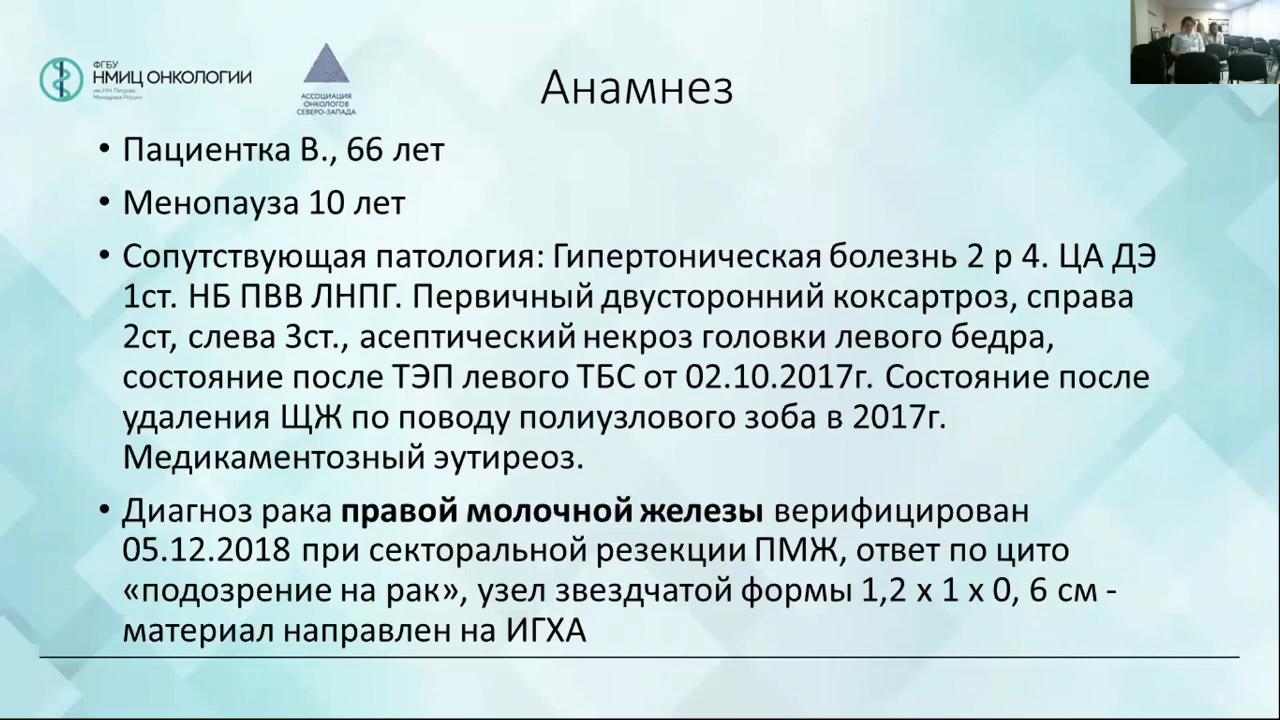 ФГБУ
НМИЦ ОНКОЛОГИИ
им. Н.Н. Петрова
Минздрава России
АССОЦИАЦИЯ
ОНКОЛОГОВ
СЕВЕРО-ЗАПАДА
Анамнез
• Пациентка В., 66 лет
• Менопауза 10 лет
• Сопутствующая патология: Гипертоническая болезнь 2 р 4. ЦА ДЭ
1ст. НБ ПВВ ЛНПГ. Первичный двусторонний коксартроз, справа
2ст, слева 3ст., асептический некроз головки левого бедра,
состояние после ТЭП левого ТБС от 02.10.2017г. Состояние после
удаления ЩЖ по поводу полиузлового зоба в 2017г.
Медикаментозный эутиреоз.
• Диагноз рака правой молочной железы верифицирован
05.12.2018 при секторальной резекции ПМЖ, ответ по цито
«подозрение на рак», узел звездчатой формы 1,2 х 1 х 0, 6 см -
материал направлен на ИГХА